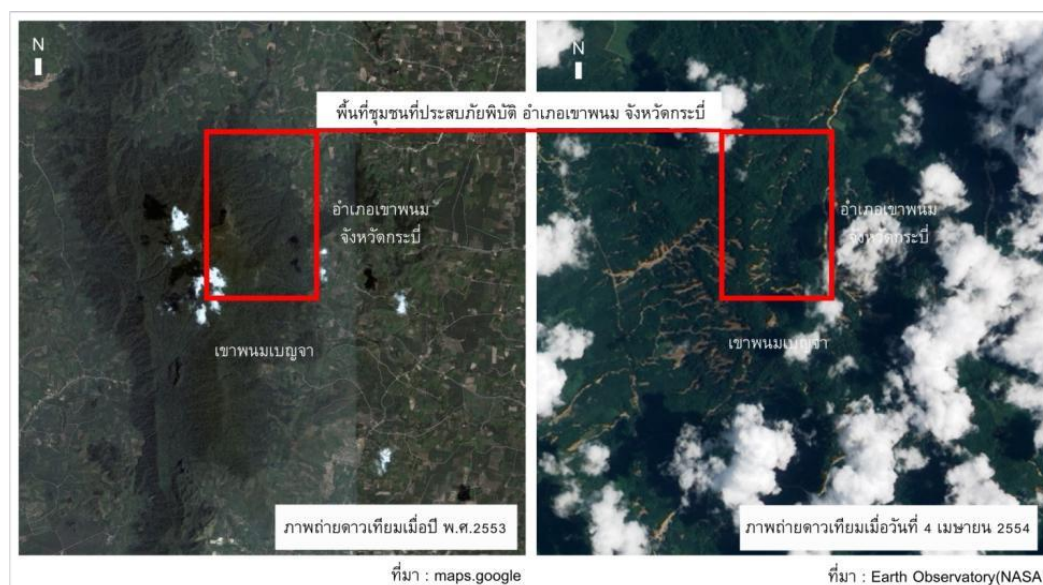 N
N
พื้นที่ชุมชนที่ประสบภัยพิบัติ อำเภอเขาพนม จังหวัดกระบี่
อำเภอเขาพนม
จังหวัดกระบี่
อำเภอเขาพนม
จังหวัดกระบี่
เขาพนมเบญจา
เขาพนมเบญจา
ภาพถ่ายดาวเทียมเมื่อปี พ.ศ.2553
ภาพถ่ายดาวเทียมเมื่อวันที่ 4 เมษายน 2554
ที่มา : maps.google
ที่มา : Earth Observatory(NASA